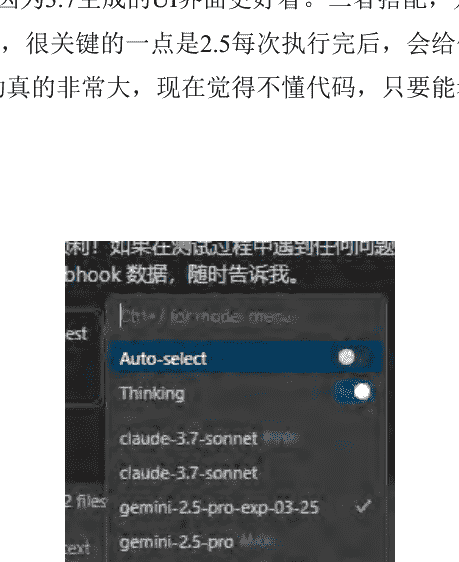 因为3.7生成的UI界面更好看。二者搭配，
，很关键的一点是2.5每次执行完后，会给
真的非常大，现在觉得不懂代码，只要能
利！如果在测试过程中遇到任何问题
bhook 数据，随时告诉我。
Ctrl+/ for model menu
est
Auto-select
Thinking
claude-3.7-sonnet
claude-3.7-sonnet
2 files
gemini-2.5-pro-exp-03-25
gemini-2.5-pro
text